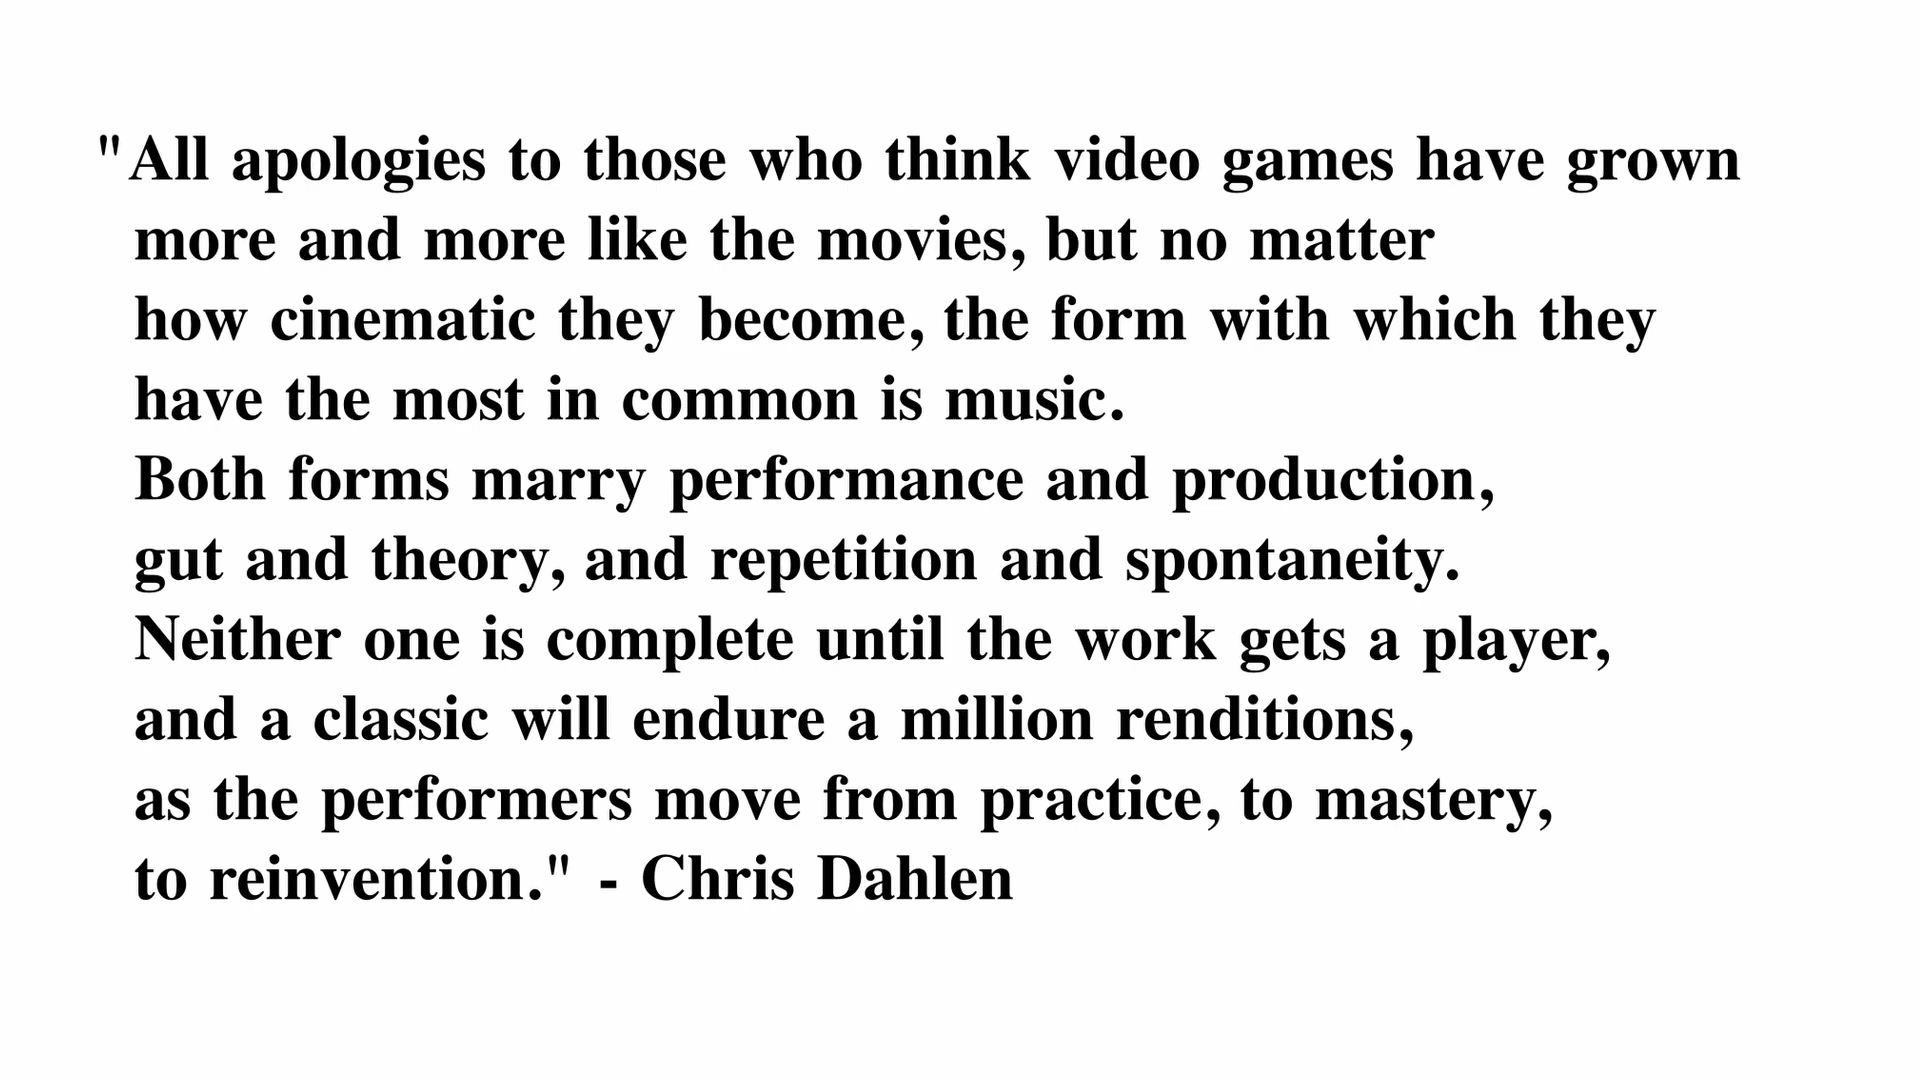 "All apologies to those who think video games have grown
more and more like the movies, but no matter
how cinematic they become, the form with which they
have the most in common is music.
Both forms marry performance and production,
gut and theory, and repetition and spontaneity.
Neither one is complete until the work gets a player,
and a classic will endure a million renditions,
as the performers move from practice, to mastery,
to reinvention." - Chris Dahlen